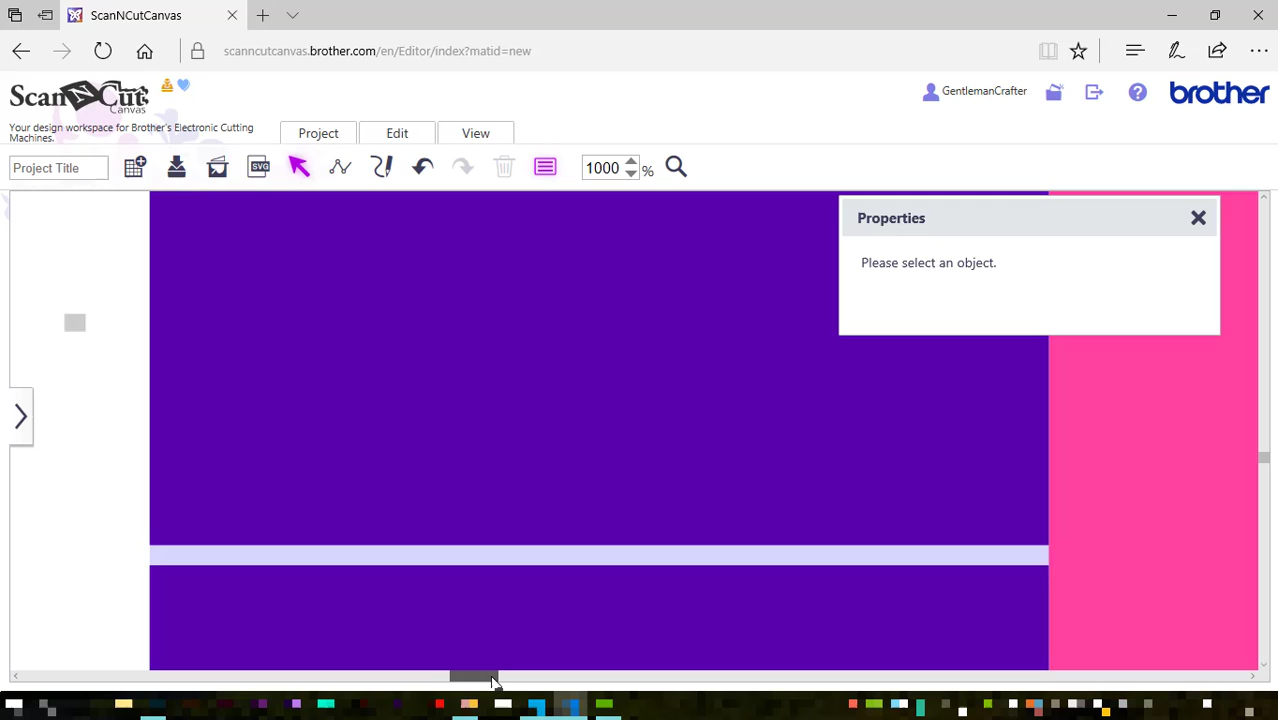 ScanNCutCanvas
scanncutcanvas.brother.com/en/Editor/index?matid=new
ScanNCut
Canvas
Your design workspace for Brother's Electronic Cutting
Machines.
Project
Edit
View
GentlemanCrafter
brother
Project Title
SVG
1000
%
Properties
Please select an object.